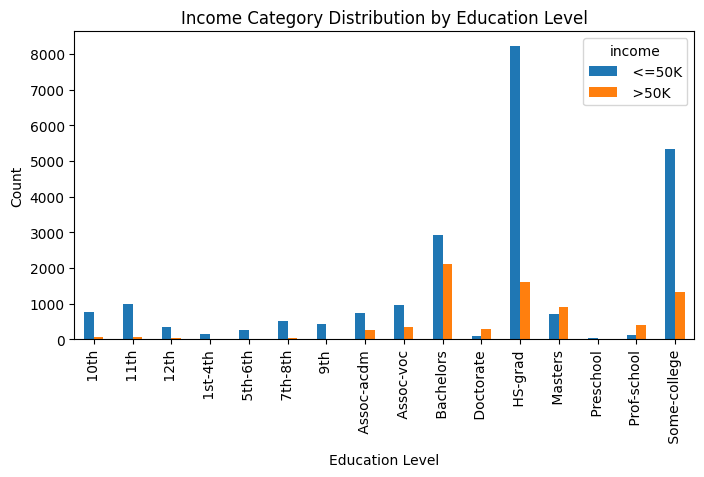 Income Category Distribution by Education Level
income
<=50K
>50K
Count
8000
7000
6000
5000
4000
3000
2000
1000
0
10th
11th
12th
1st-4th
5th-6th
7th-8th
9th
Assoc-acdm
Assoc-voc
Bachelors
Doctorate
HS-grad
Masters
Preschool
Prof-school
Some-college
Education Level